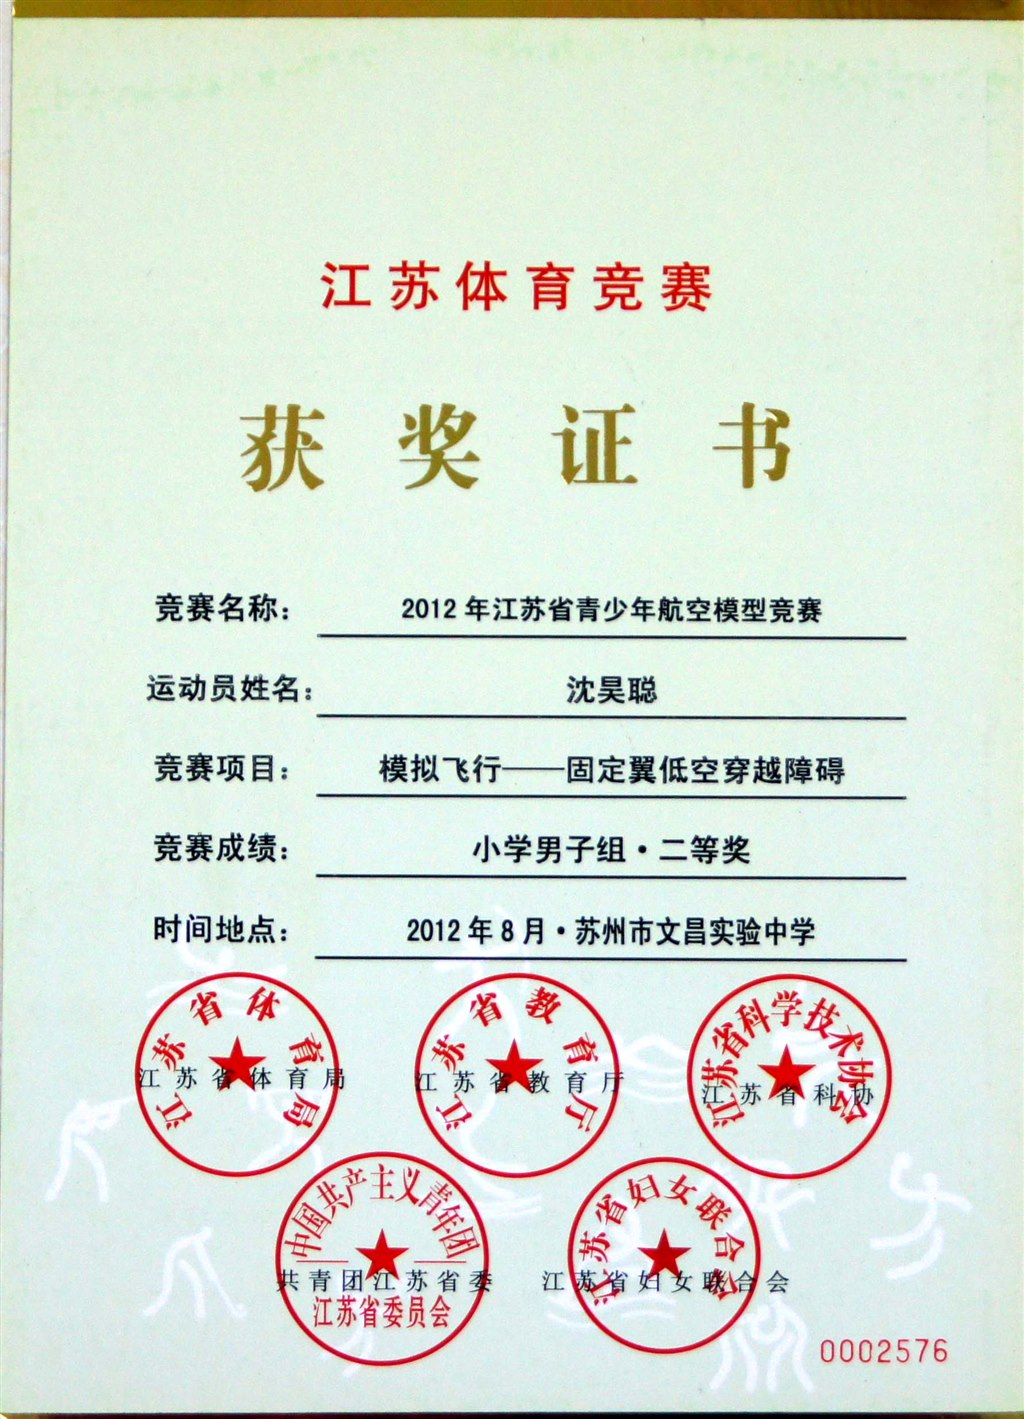 江苏体育竞赛
获奖证书
竞赛名称： 2012年江苏省青少年航空模型竞赛
运动员姓名： 沈昊聪
竞赛项目： 模拟飞行——固定翼低空穿越障碍
竞赛成绩： 小学男子组·二等奖
时间地点： 2012年8月·苏州市文昌实验中学
江苏省体育局
江苏省教育厅
江苏省科学技术协会
江苏省体育局 江苏省教育厅 江苏省科协
中国共产主义青年团
江苏省妇女联合会
共青团江苏省委 江苏省妇女联合会
江苏省委员会
0002576